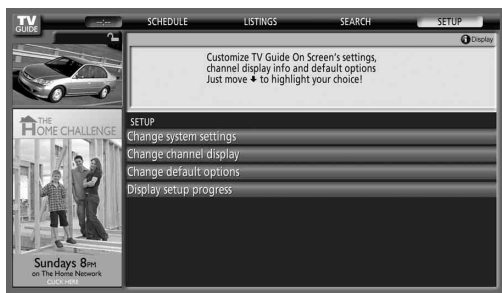 TV
GUIDE
--:--
SCHEDULE
LISTINGS
SEARCH
SETUP
i Display
Customize TV Guide On Screen's settings,
channel display info and default options
Just move ⬇ to highlight your choice!
SETUP
Change system settings
Change channel display
Change default options
Display setup progress
THE
HOME CHALLENGE
Sundays 8PM
on The Home Network
CLICK HERE